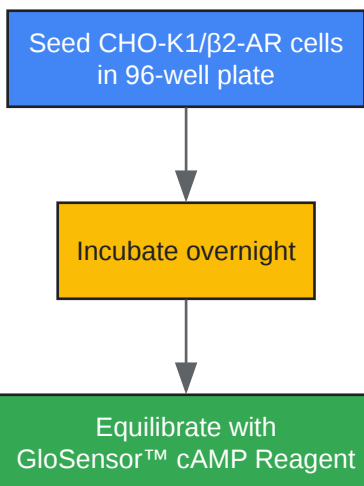 Seed CHO-K1/β2-AR cells
in 96-well plate
Incubate overnight
Equilibrate with
GloSensor™ cAMP Reagent